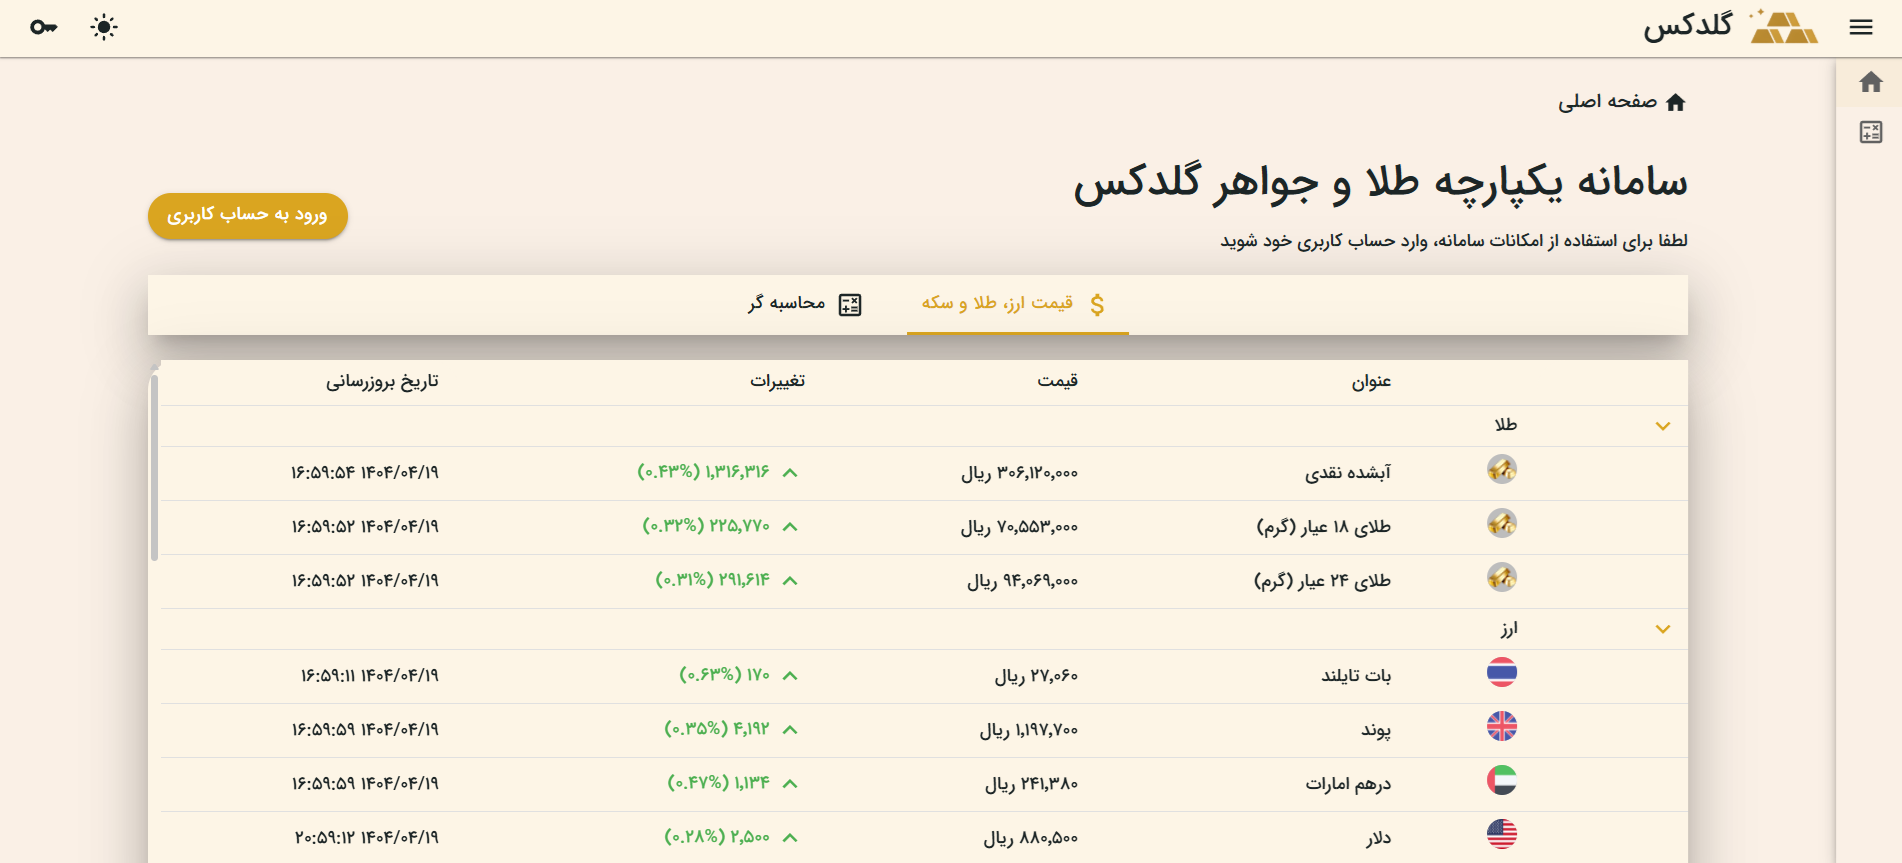 گلدکس
صفحه اصلی
سامانه یکپارچه طلا و جواهر گلدکس
لطفا برای استفاده از امکانات سامانه، وارد حساب کاربری خود شوید
ورود به حساب کاربری
قیمت ارز، طلا و سکه
محاسبه گر
عنوان قیمت تغییرات تاریخ بروزرسانی
طلا
آبشده نقدی ۳۰۶,۱۲۰,۰۰۰ ریال ۱,۳۱۶,۳۱۶ (۰.۴۳%) ۱۴۰۴/۰۴/۱۹ ۱۶:۵۹:۵۴
طلای ۱۸ عیار (گرم) ۷۰,۵۵۳,۰۰۰ ریال ۲۲۵,۷۷۰ (۰.۳۲%) ۱۴۰۴/۰۴/۱۹ ۱۶:۵۹:۵۲
طلای ۲۴ عیار (گرم) ۹۴,۰۶۹,۰۰۰ ریال ۲۹۱,۶۱۴ (۰.۳۱%) ۱۴۰۴/۰۴/۱۹ ۱۶:۵۹:۵۲
ارز
بات تایلند ۲۷,۰۶۰ ریال ۱۷۰ (۰.۶۳%) ۱۴۰۴/۰۴/۱۹ ۱۶:۵۹:۱۱
پوند ۱,۱۹۷,۷۰۰ ریال ۴,۱۹۲ (۰.۳۵%) ۱۴۰۴/۰۴/۱۹ ۱۶:۵۹:۵۹
درهم امارات ۲۴۱,۳۸۰ ریال ۱,۱۳۴ (۰.۴۷%) ۱۴۰۴/۰۴/۱۹ ۱۶:۵۹:۵۹
دلار ۸۸۰,۵۰۰ ریال ۲,۵۰۰ (۰.۲۸%) ۱۴۰۴/۰۴/۱۹ ۲۰:۵۹:۱۲